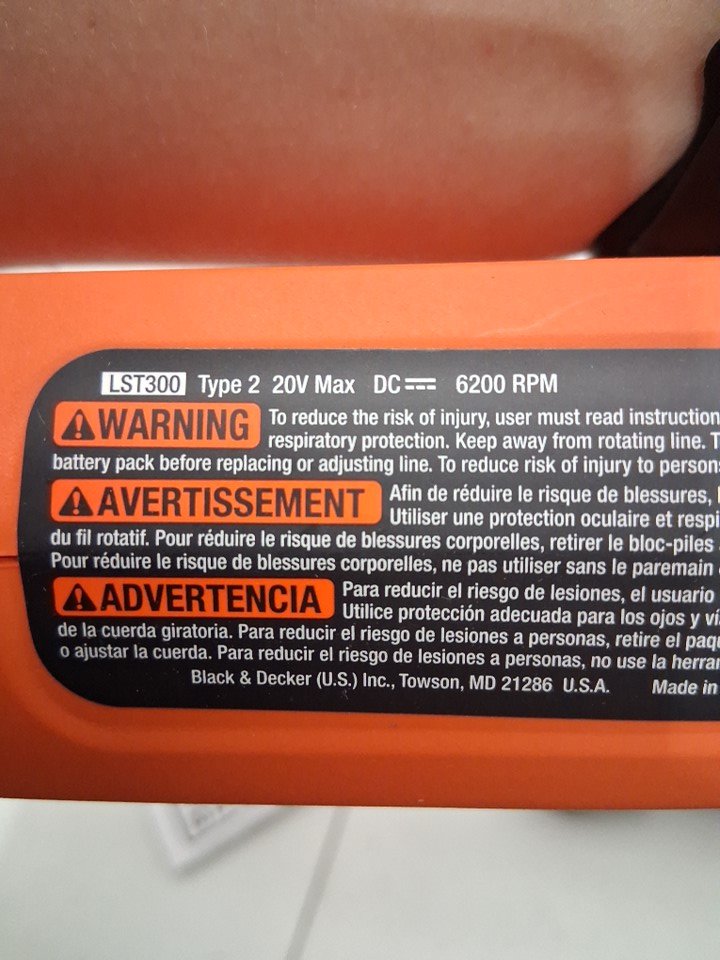 LST300 Type 2 20V Max DC 6200 RPM
WARNING To reduce the risk of injury, user must read instruction
respiratory protection. Keep away from rotating line.
battery pack before replacing or adjusting line. To reduce risk of injury to person
AVERTISSEMENT Afin de réduire le risque de blessures,
Utiliser une protection oculaire et respi
du fil rotatif. Pour réduire le risque de blessures corporelles, retirer le bloc-piles
Pour réduire le risque de blessures corporelles, ne pas utiliser sans le paremain
ADVERTENCIA Para reducir el riesgo de lesiones, el usuario
Utilice protección adecuada para los ojos y
de la cuerda giratoria. Para reducir el riesgo de lesiones a personas, retire el paq
o ajustar la cuerda. Para reducir el riesgo de lesiones a personas, no use la herra
Black & Decker (U.S.) Inc., Towson, MD 21286 U.S.A. Made in